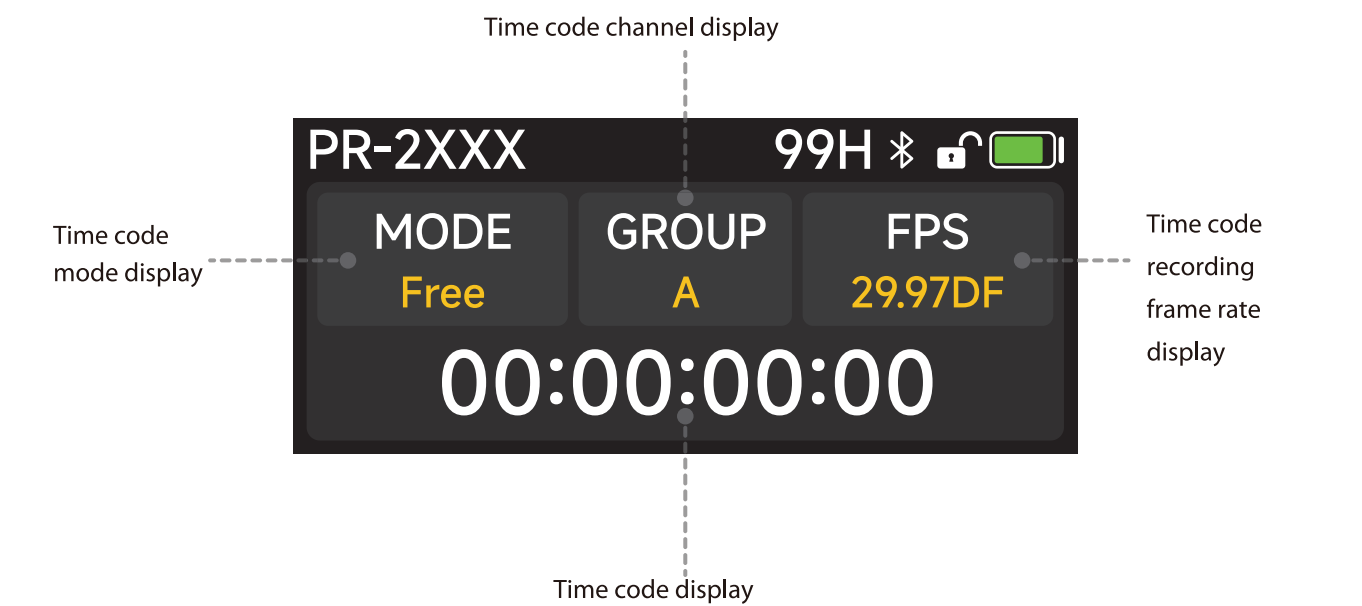 Time code channel display
PR-2XXX 99H
MODE GROUP FPS
Free A 29.97DF
00:00:00:00
Time code
mode display
Time code
recording
frame rate
display
Time code display